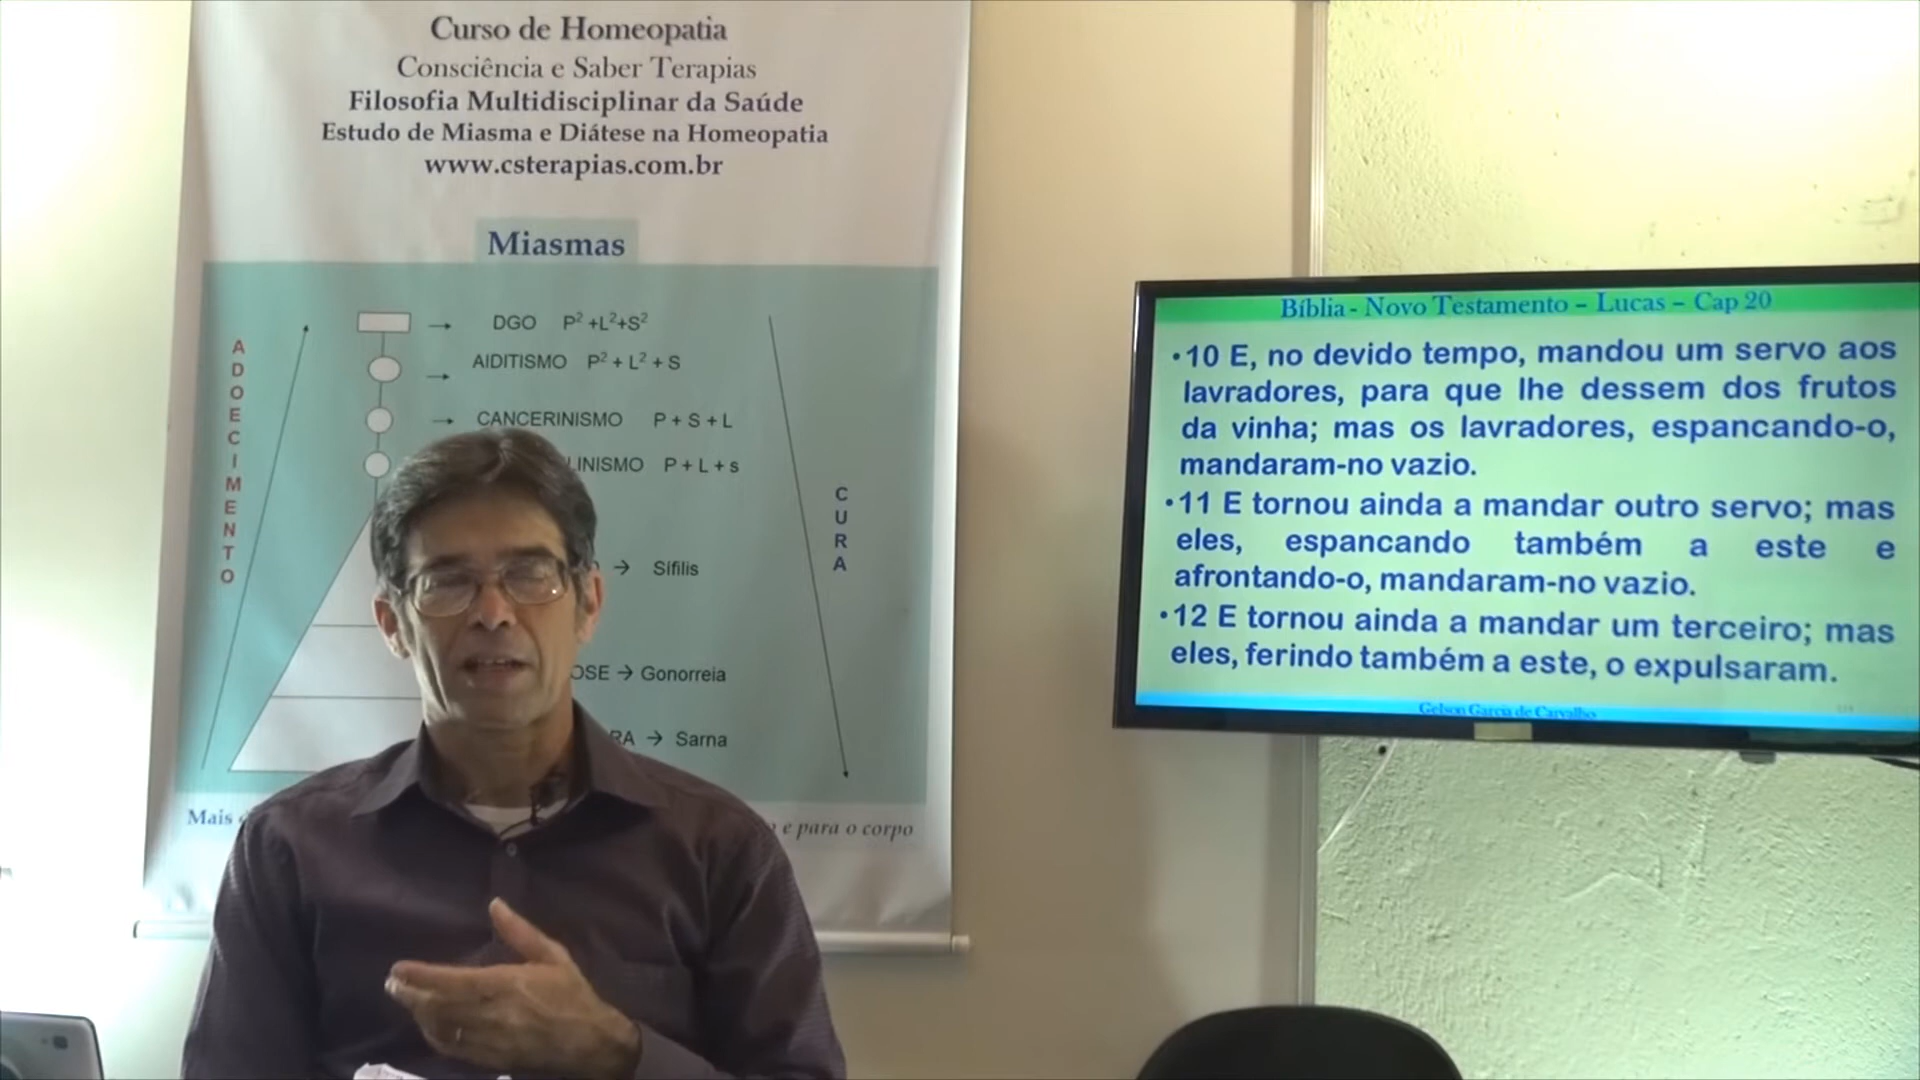 Curso de Homeopatia
Consciência e Saber Terapias
Filosofia Multidisciplinar da Saúde
Estudo de Miasma e Diátese na Homeopatia
www.csterapias.com.br
Miasmas
ADOECIMENTO
DGO P² +L²+S²
AIDITISMO P² + L² + S
CANCERINISMO P + S + L
LINISMO P + L + s
→ Sífilis
OSE → Gonorreia
RA → Sarna
CURA
Mais
e para o corpo
Bíblia - Novo Testamento – Lucas – Cap 20
•10 E, no devido tempo, mandou um servo aos
lavradores, para que lhe dessem dos frutos
da vinha; mas os lavradores, espancando-o,
mandaram-no vazio.
•11 E tornou ainda a mandar outro servo; mas
eles, espancando também a este e
afrontando-o, mandaram-no vazio.
•12 E tornou ainda a mandar um terceiro; mas
eles, ferindo também a este, o expulsaram.
Gelson Garcia de Carvalho